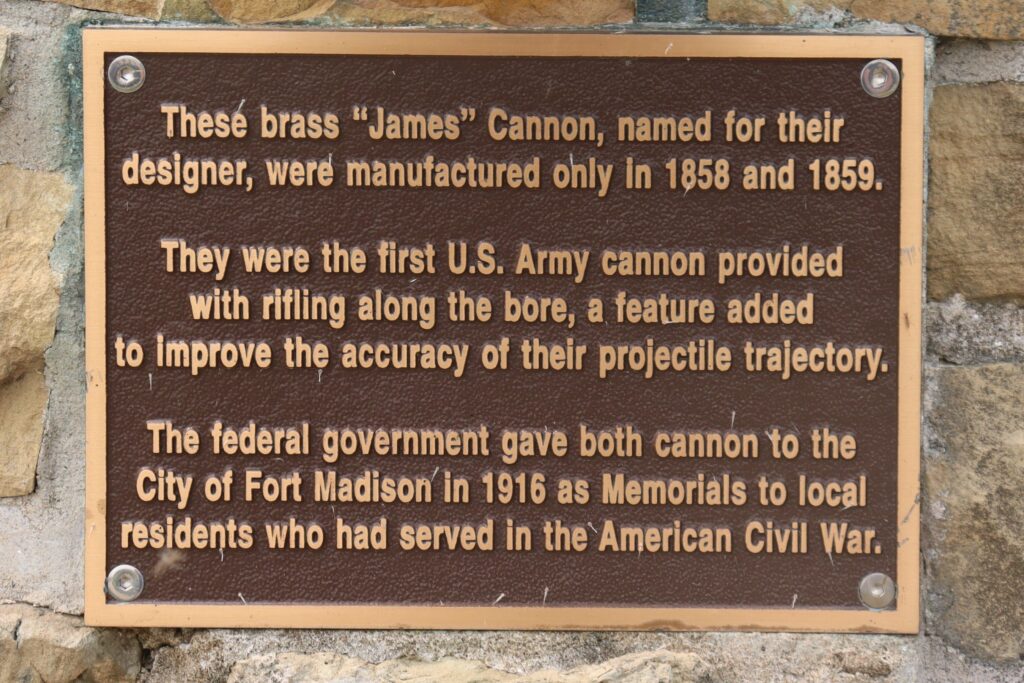 These brass “James” Cannon, named for their
designer, were manufactured only in 1858 and 1859.
They were the first U.S. Army cannon provided
with rifling along the bore, a feature added
to improve the accuracy of their projectile trajectory.
The federal government gave both cannon to the
City of Fort Madison in 1916 as Memorials to local
residents who had served in the American Civil War.